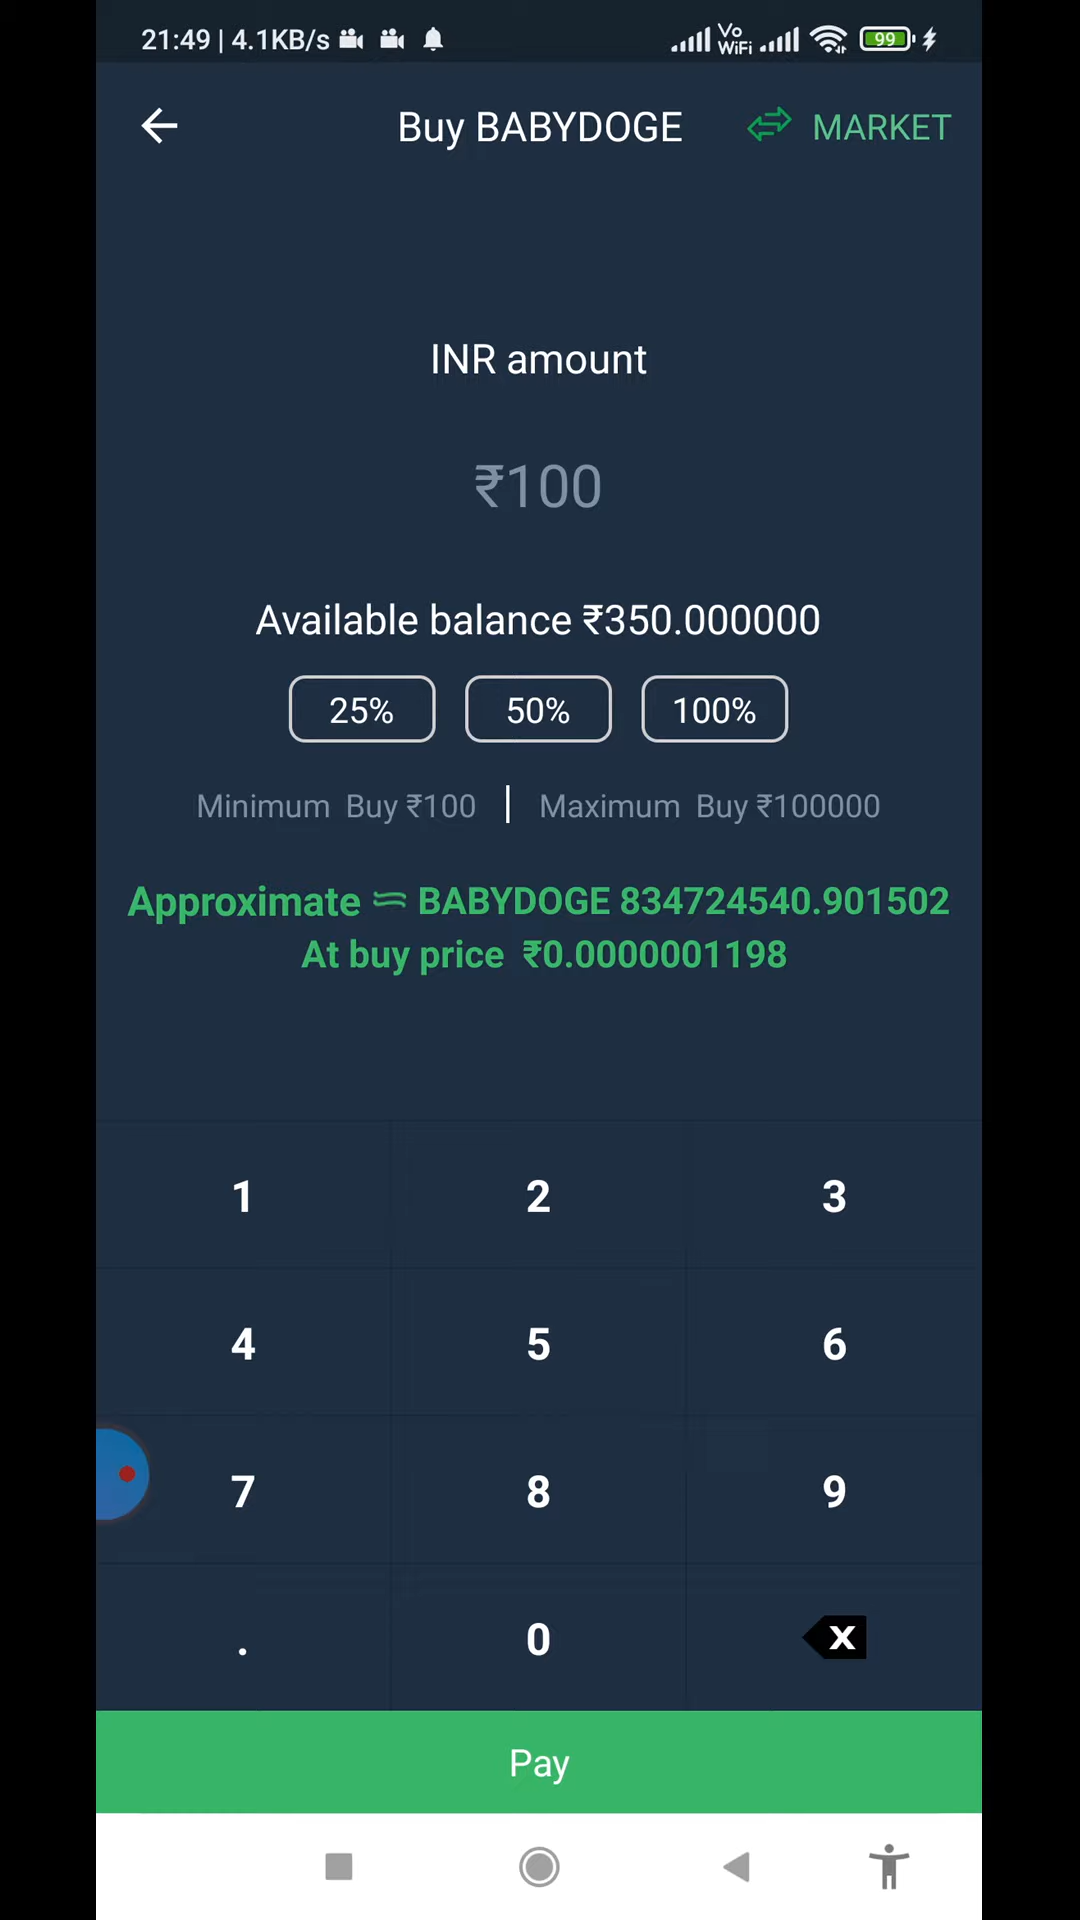 21:49 | 4.1KB/s Vo WiFi 99
Buy BABYDOGE MARKET
INR amount
₹100
Available balance ₹350.000000
25% 50% 100%
Minimum Buy ₹100 | Maximum Buy ₹100000
Approximate ≈ BABYDOGE 834724540.901502
At buy price ₹0.0000001198
1 2 3
4 5 6
7 8 9
. 0 X
Pay